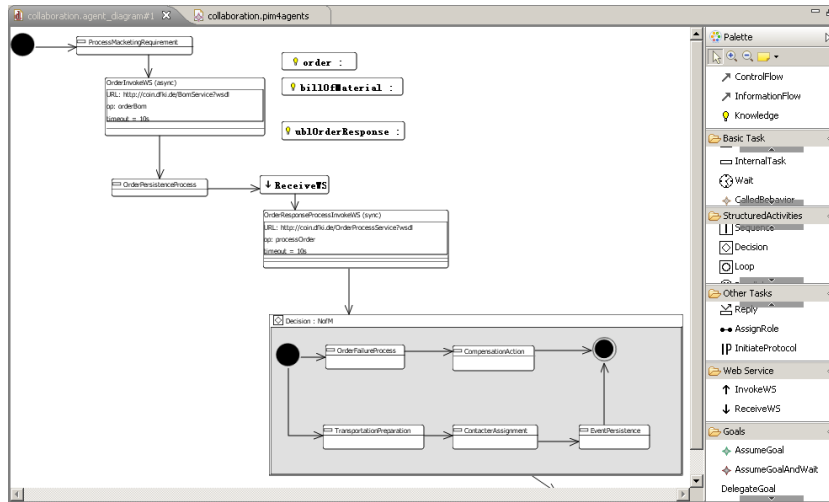 collaboration.agent_diagram#1
collaboration.pim4agents
ProcessMacketingRequirement
order :
OrderInvokeWS (async)
URL: http://coin.dfki.de/BomService?wsdl
op: orderBom
timeout = 10s
billOfMaterial :
ublOrderResponse :
OrderPersistenceProcess
ReceiveWS
OrderResponseProcessInvokeWS (sync)
URL: http://coin.dfki.de/OrderProcessService?wsdl
op: processOrder
timeout = 10s
Decision : NofM
OrderFailureProcess
CompensationAction
TransportationPreparation
ContacterAssignment
EventPersistence
Palette
ControlFlow
InformationFlow
Knowledge
Basic Task
InternalTask
Wait
CalledBehavior
StructuredActivities
Sequence
Decision
Loop
Other Tasks
Reply
AssignRole
InitiateProtocol
Web Service
InvokeWS
ReceiveWS
Goals
AssumeGoal
AssumeGoalAndWait
DelegateGoal